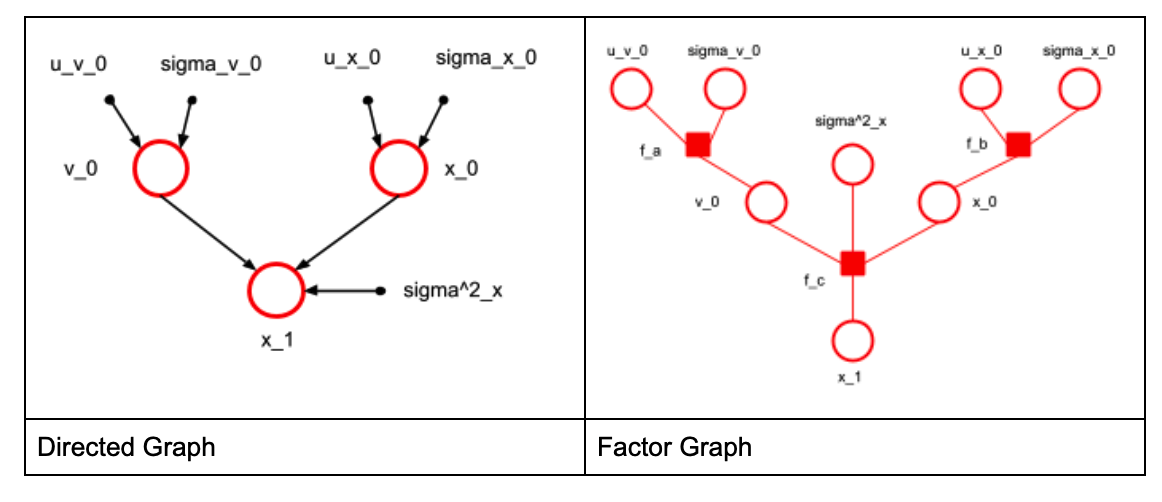 u_v_0
sigma_v_0
u_x_0
sigma_x_0
v_0
x_0
sigma^2_x
x_1
Directed Graph
u_v_0
sigma_v_0
u_x_0
sigma_x_0
sigma^2_x
f_a
f_b
v_0
x_0
f_c
x_1
Factor Graph